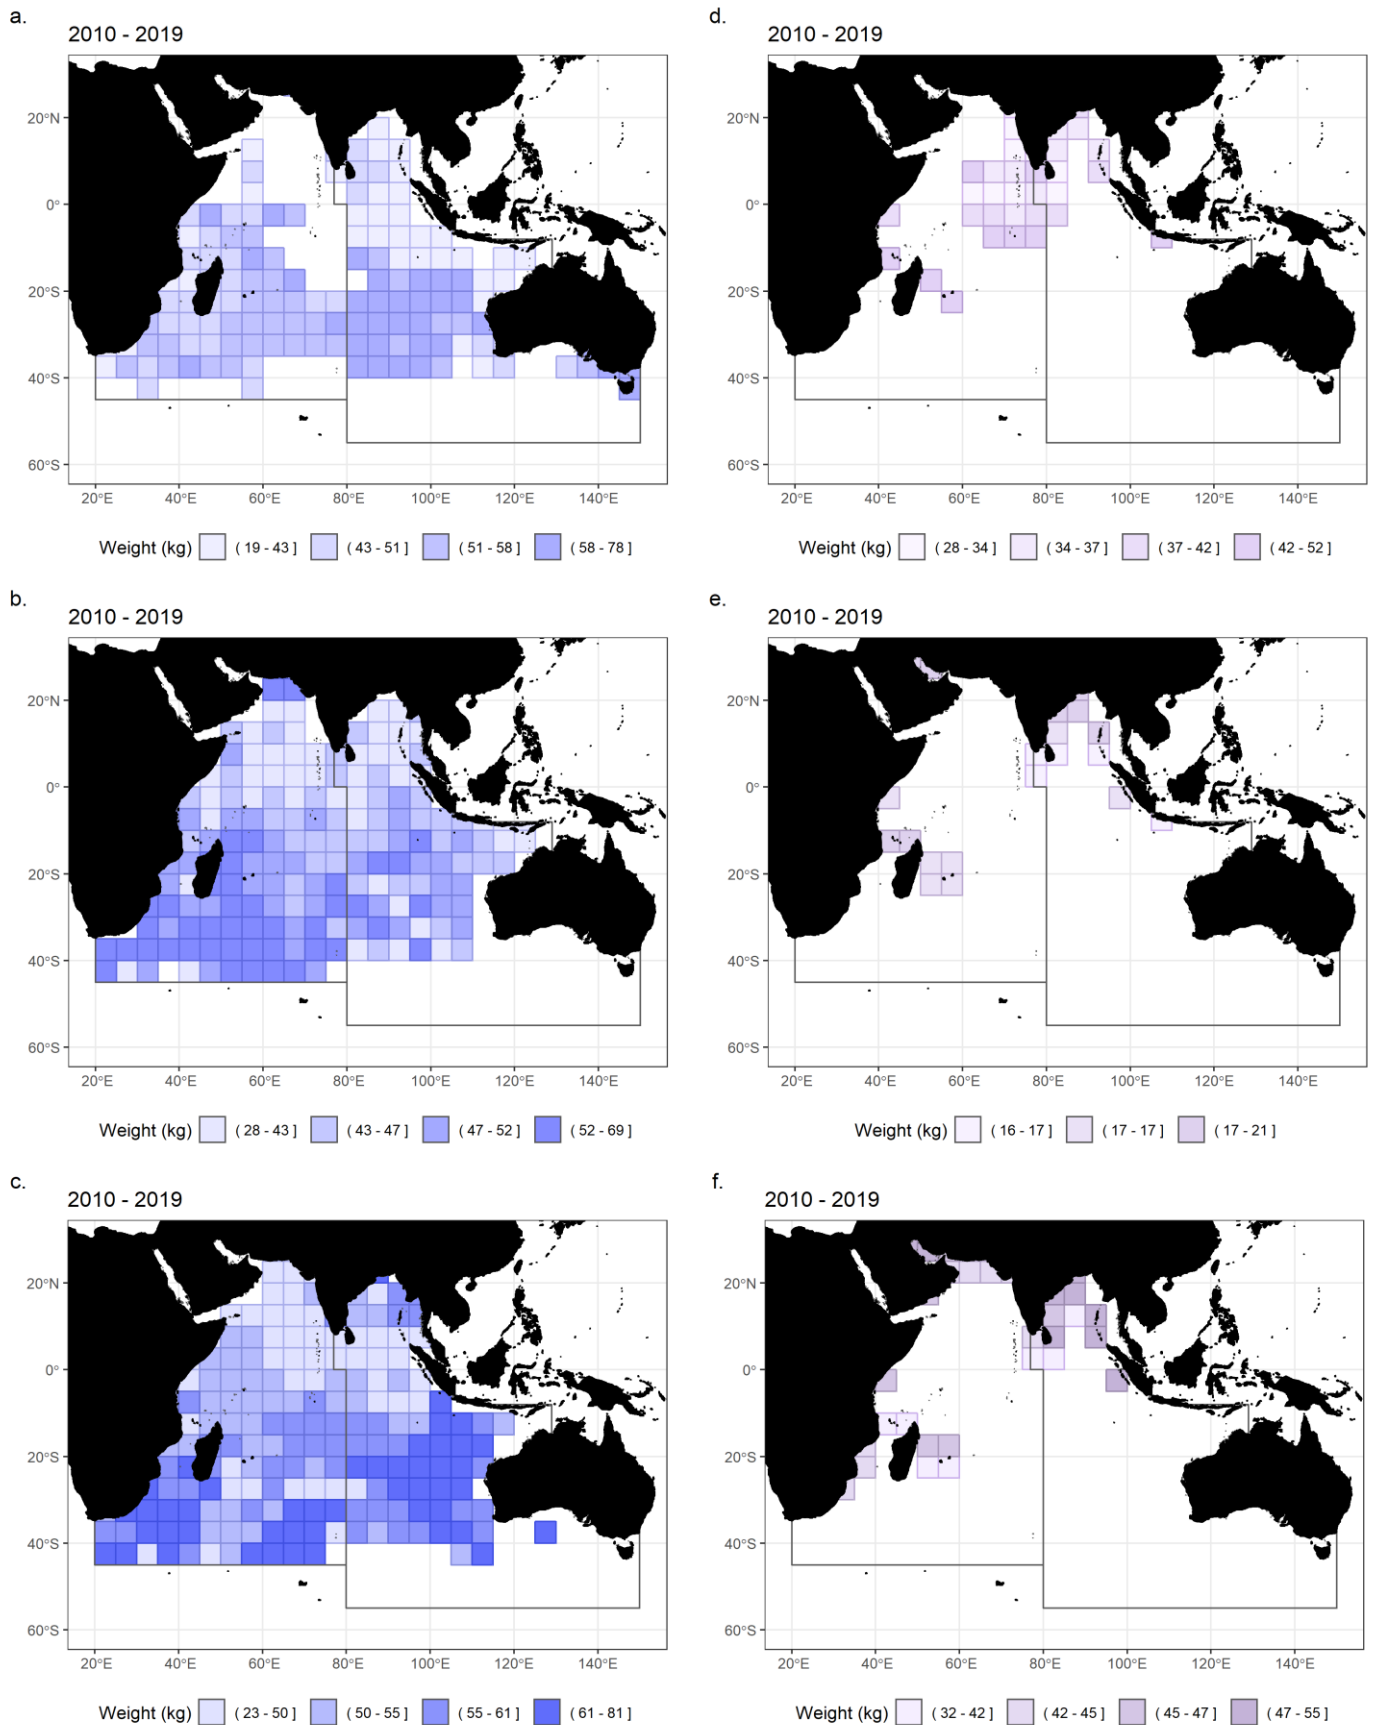 a.
2010 - 2019
20°N
0°
20°S
40°S
60°S
20°E 40°E 60°E 80°E 100°E 120°E 140°E
Weight (kg) ( 19 - 43 ] ( 43 - 51 ] ( 51 - 58 ] ( 58 - 78 ]
d.
2010 - 2019
20°N
0°
20°S
40°S
60°S
20°E 40°E 60°E 80°E 100°E 120°E 140°E
Weight (kg) ( 28 - 34 ] ( 34 - 37 ] ( 37 - 42 ] ( 42 - 52 ]
b.
2010 - 2019
20°N
0°
20°S
40°S
60°S
20°E 40°E 60°E 80°E 100°E 120°E 140°E
Weight (kg) ( 28 - 43 ] ( 43 - 47 ] ( 47 - 52 ] ( 52 - 69 ]
e.
2010 - 2019
20°N
0°
20°S
40°S
60°S
20°E 40°E 60°E 80°E 100°E 120°E 140°E
Weight (kg) ( 16 - 17 ] ( 17 - 17 ] ( 17 - 21 ]
c.
2010 - 2019
20°N
0°
20°S
40°S
60°S
20°E 40°E 60°E 80°E 100°E 120°E 140°E
Weight (kg) ( 23 - 50 ] ( 50 - 55 ] ( 55 - 61 ] ( 61 - 81 ]
f.
2010 - 2019
20°N
0°
20°S
40°S
60°S
20°E 40°E 60°E 80°E 100°E 120°E 140°E
Weight (kg) ( 32 - 42 ] ( 42 - 45 ] ( 45 - 47 ] ( 47 - 55 ]